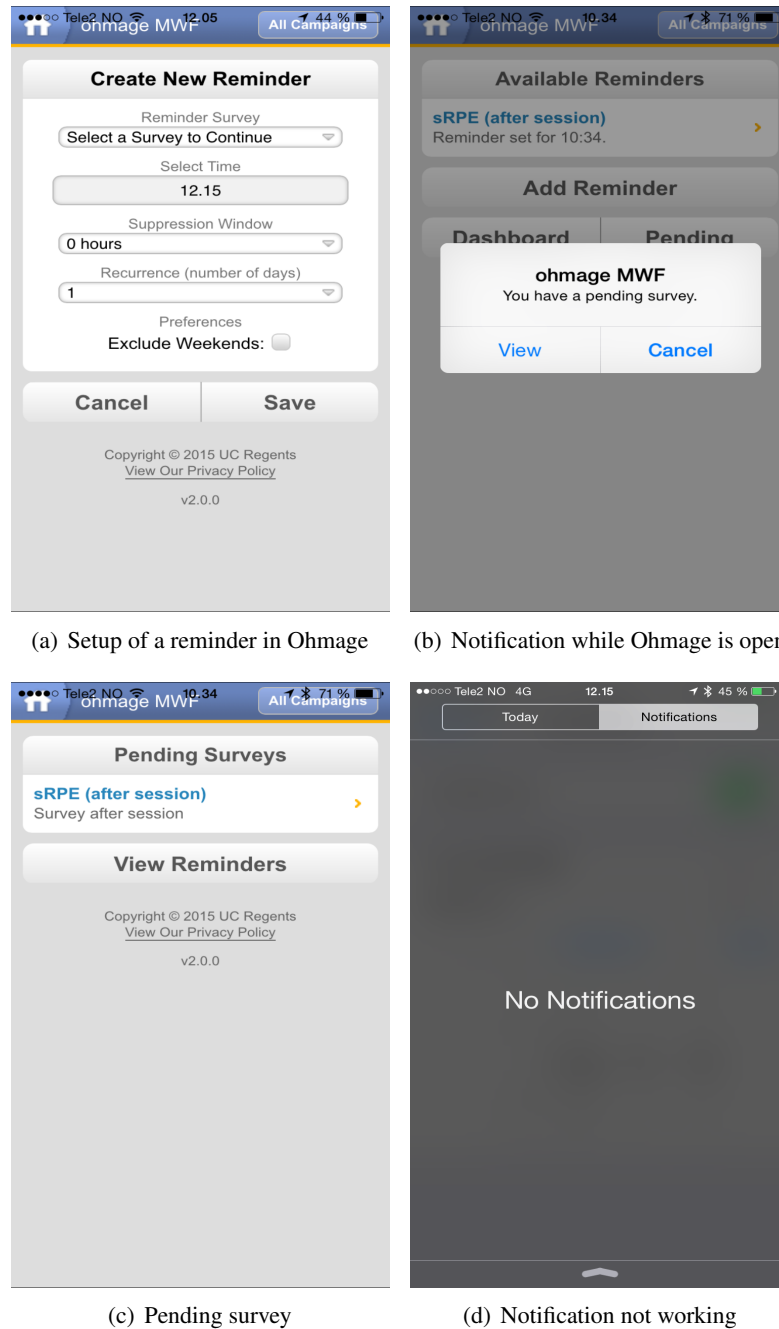 Tele2 NO 12.05 44 %
ohmage MWF All Campaigns
Create New Reminder
Reminder Survey
Select a Survey to Continue
Select Time
12.15
Suppression Window
0 hours
Recurrence (number of days)
1
Preferences
Exclude Weekends:
Cancel Save
Copyright © 2015 UC Regents
View Our Privacy Policy
v2.0.0
(a) Setup of a reminder in Ohmage
Tele2 NO 10.34 71 %
ohmage MWF All Campaigns
Available Reminders
sRPE (after session)
Reminder set for 10:34.
Add Reminder
Dashboard Pending
ohmage MWF
You have a pending survey.
View Cancel
(b) Notification while Ohmage is open
Tele2 NO 10.34 71 %
ohmage MWF All Campaigns
Pending Surveys
sRPE (after session)
Survey after session
View Reminders
Copyright © 2015 UC Regents
View Our Privacy Policy
v2.0.0
(c) Pending survey
Tele2 NO 4G 12.15 45 %
Today Notifications
No Notifications
(d) Notification not working